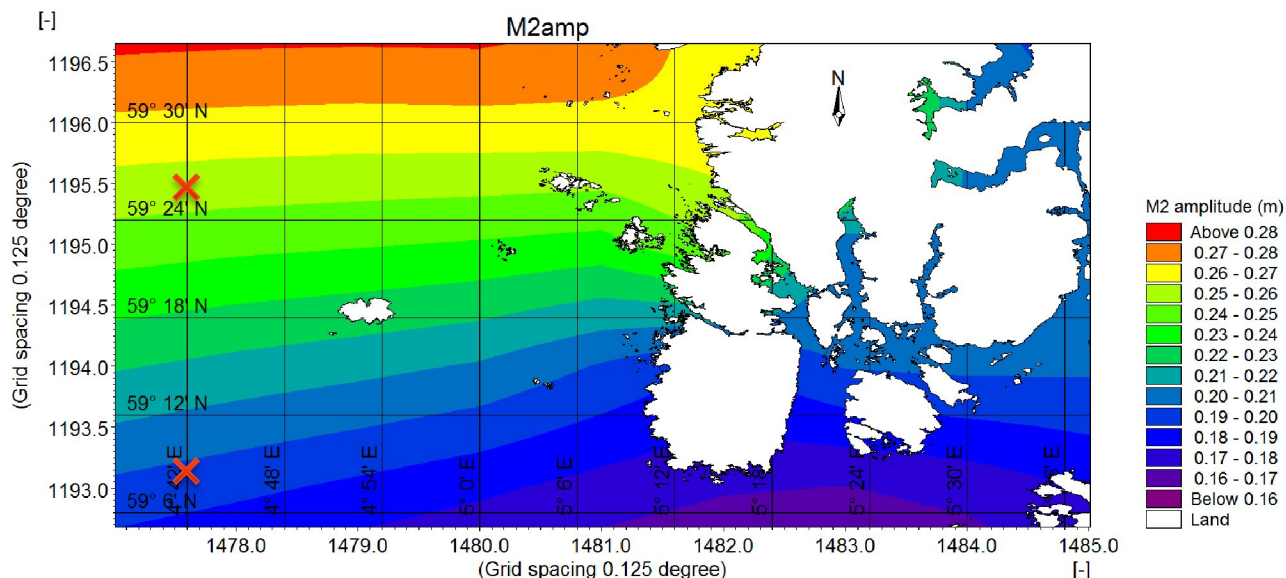 [-]
M2amp
1196.5
1196.0
1195.5
1195.0
1194.5
1194.0
1193.5
1193.0
(Grid spacing 0.125 degree)
59° 30' N
59° 24' N
59° 18' N
59° 12' N
59° 6' N
N
4° 42' E
4° 48' E
4° 54' E
5° 0' E
5° 6' E
5° 12' E
5° 18' E
5° 24' E
5° 30' E
6' E
1478.0 1479.0 1480.0 1481.0 1482.0 1483.0 1484.0 1485.0
(Grid spacing 0.125 degree)
[-]
M2 amplitude (m)
Above 0.28
0.27 - 0.28
0.26 - 0.27
0.25 - 0.26
0.24 - 0.25
0.23 - 0.24
0.22 - 0.23
0.21 - 0.22
0.20 - 0.21
0.19 - 0.20
0.18 - 0.19
0.17 - 0.18
0.16 - 0.17
Below 0.16
Land